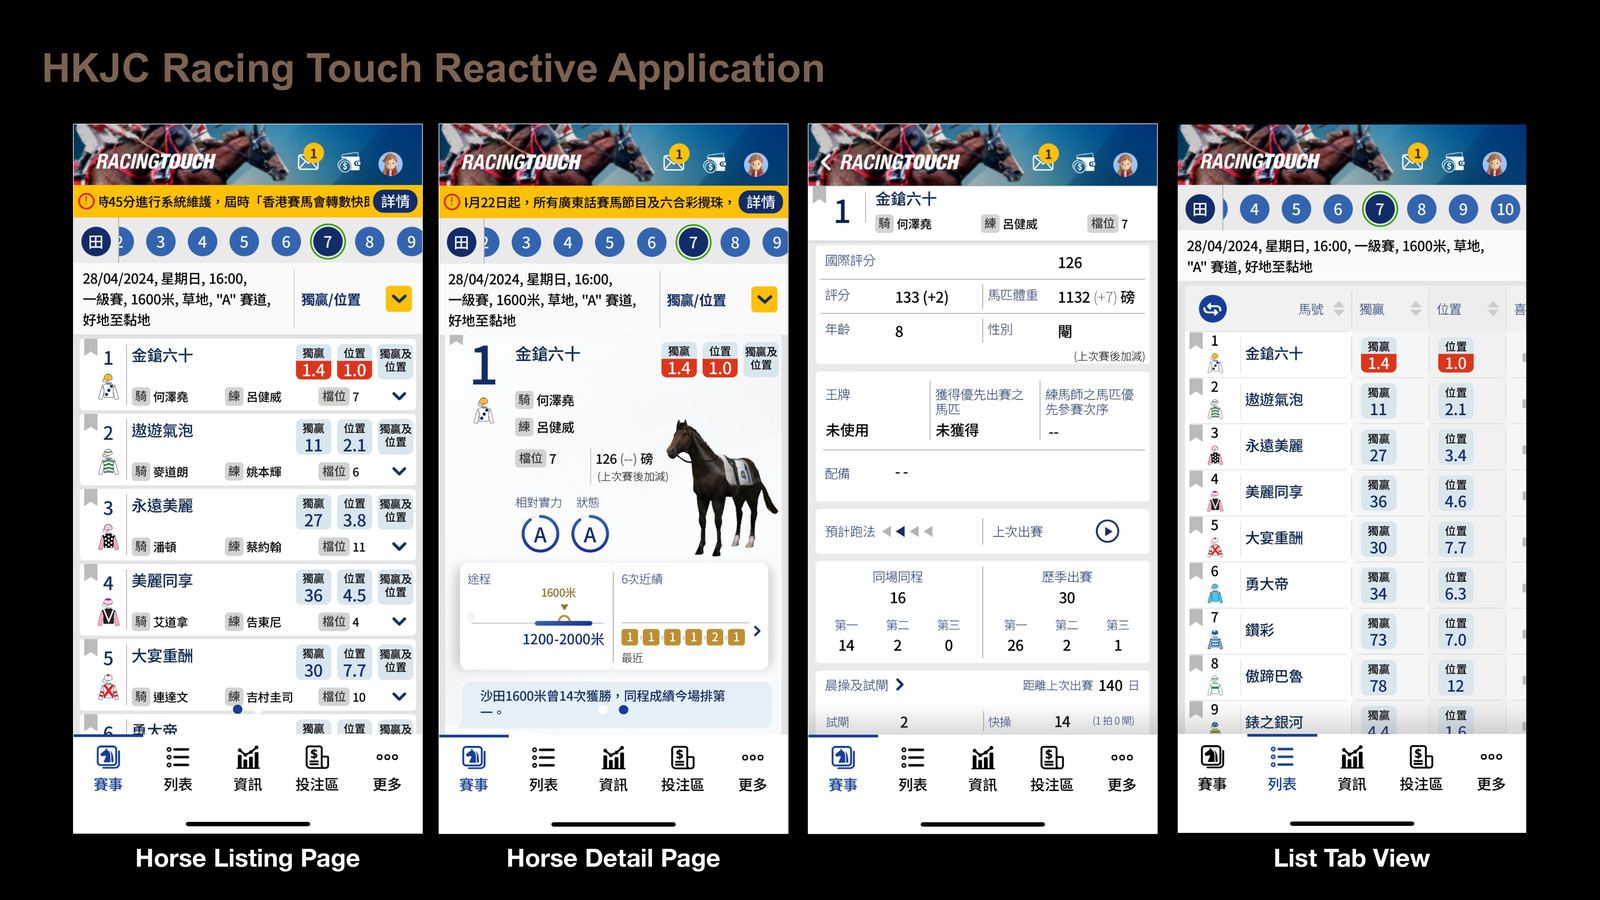 HKJC Racing Touch Reactive Application
RACINGTOUCH
1
時45分進行系統維護，屆時「香港賽馬會轉數快
詳情
田
2
3
4
5
6
7
8
9
28/04/2024, 星期日, 16:00,
一級賽, 1600米, 草地, "A" 賽道,
好地至黏地
獨贏/位置
1
金鎗六十
獨贏 1.4
位置 1.0
獨贏及位置
騎 何澤堯
練 呂健威
檔位 7
2
遨遊氣泡
獨贏 11
位置 2.1
獨贏及位置
騎 麥道朗
練 姚本輝
檔位 6
3
永遠美麗
獨贏 27
位置 3.8
獨贏及位置
騎 潘頓
練 蔡約翰
檔位 11
4
美麗同享
獨贏 36
位置 4.5
獨贏及位置
騎 艾道拿
練 告東尼
檔位 4
5
大宴重酬
獨贏 30
位置 7.7
獨贏及位置
騎 連達文
練 吉村圭司
檔位 10
6
勇大帝
賽事
列表
資訊
投注區
更多
Horse Listing Page
RACINGTOUCH
1
月22日起，所有廣東話賽馬節目及六合彩攪珠，
詳情
田
2
3
4
5
6
7
8
9
28/04/2024, 星期日, 16:00,
一級賽, 1600米, 草地, "A" 賽道,
好地至黏地
獨贏/位置
1
金鎗六十
獨贏 1.4
位置 1.0
獨贏及位置
騎 何澤堯
練 呂健威
檔位 7
126 (--) 磅
(上次賽後加減)
相對實力
狀態
A
A
途程
1600米
1200-2000米
6次近績
1 1 1 1 2 1
最近
沙田1600米曾14次獲勝，同程成績今場排第
一。
賽事
列表
資訊
投注區
更多
Horse Detail Page
RACINGTOUCH
1
1
金鎗六十
騎 何澤堯
練 呂健威
檔位 7
國際評分
126
評分
133 (+2)
馬匹體重
1132 (+7) 磅
年齡
8
性別
閹
(上次賽後加減)
王牌
未使用
獲得優先出賽之
馬匹
未獲得
練馬師之馬匹優
先參賽次序
--
配備
--
預計跑法
上次出賽
同場同程
16
第一
第二
第三
14
2
0
歷季出賽
30
第一
第二
第三
26
2
1
晨操及試閘
距離上次出賽 140 日
試閘
2
快操
14
(1 拍 0 閘)
賽事
列表
資訊
投注區
更多
RACINGTOUCH
1
田
4
5
6
7
8
9
10
28/04/2024, 星期日, 16:00, 一級賽, 1600米, 草地,
"A" 賽道, 好地至黏地
馬號
獨贏
位置
喜
1
金鎗六十
獨贏 1.4
位置 1.0
2
遨遊氣泡
獨贏 11
位置 2.1
3
永遠美麗
獨贏 27
位置 3.4
4
美麗同享
獨贏 36
位置 4.6
5
大宴重酬
獨贏 30
位置 7.7
6
勇大帝
獨贏 34
位置 6.3
7
鑽彩
獨贏 73
位置 7.0
8
傲蹄巴魯
獨贏 78
位置 12
9
錶之銀河
獨贏 4.4
位置 1.6
賽事
列表
資訊
投注區
更多
List Tab View